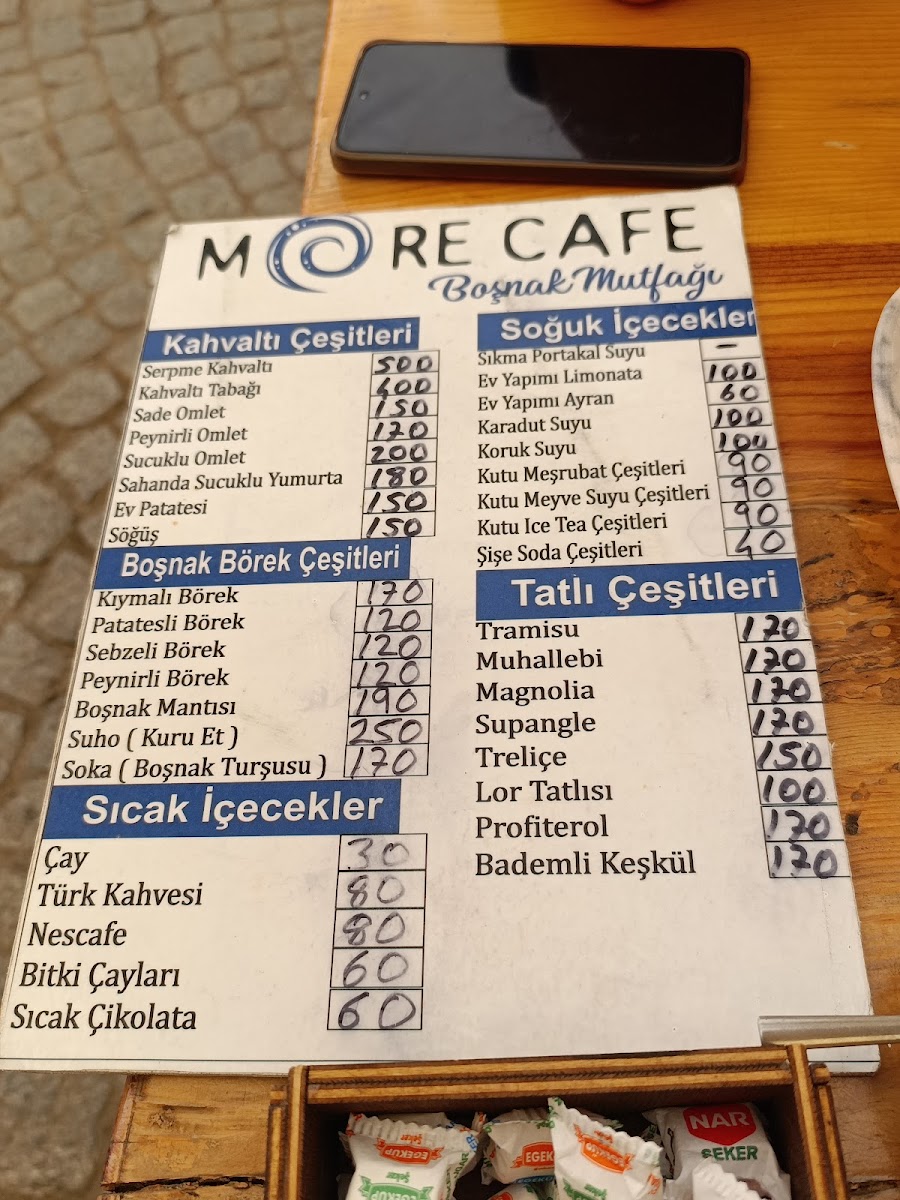 MORE CAFE
Boşnak Mutfağı
Kahvaltı Çeşitleri
Serpme Kahvaltı 500
Kahvaltı Tabağı 400
Sade Omlet 150
Peynirli Omlet 170
Sucuklu Omlet 200
Sahanda Sucuklu Yumurta 180
Ev Patatesi 150
Söğüş 150
Boşnak Börek Çeşitleri
Kıymalı Börek 170
Patatesli Börek 120
Sebzeli Börek 120
Peynirli Börek 120
Boşnak Mantısı 190
Suho ( Kuru Et ) 250
Soka ( Boşnak Turşusu ) 170
Sıcak İçecekler
Çay 30
Türk Kahvesi 80
Nescafe 80
Bitki Çayları 60
Sıcak Çikolata 60
Soğuk İçecekler
Sıkma Portakal Suyu –
Ev Yapımı Limonata 100
Ev Yapımı Ayran 60
Karadut Suyu 100
Koruk Suyu 100
Kutu Meşrubat Çeşitleri 90
Kutu Meyve Suyu Çeşitleri 90
Kutu Ice Tea Çeşitleri 90
Şişe Soda Çeşitleri 40
Tatlı Çeşitleri
Tramisu 170
Muhallebi 170
Magnolia 170
Supangle 170
Treliçe 150
Lor Tatlısı 100
Profiterol 170
Bademli Keşkül 170
EGEKUP
Şeker
EGEKUP
Şeker
EGEK
NAR
ŞEKER